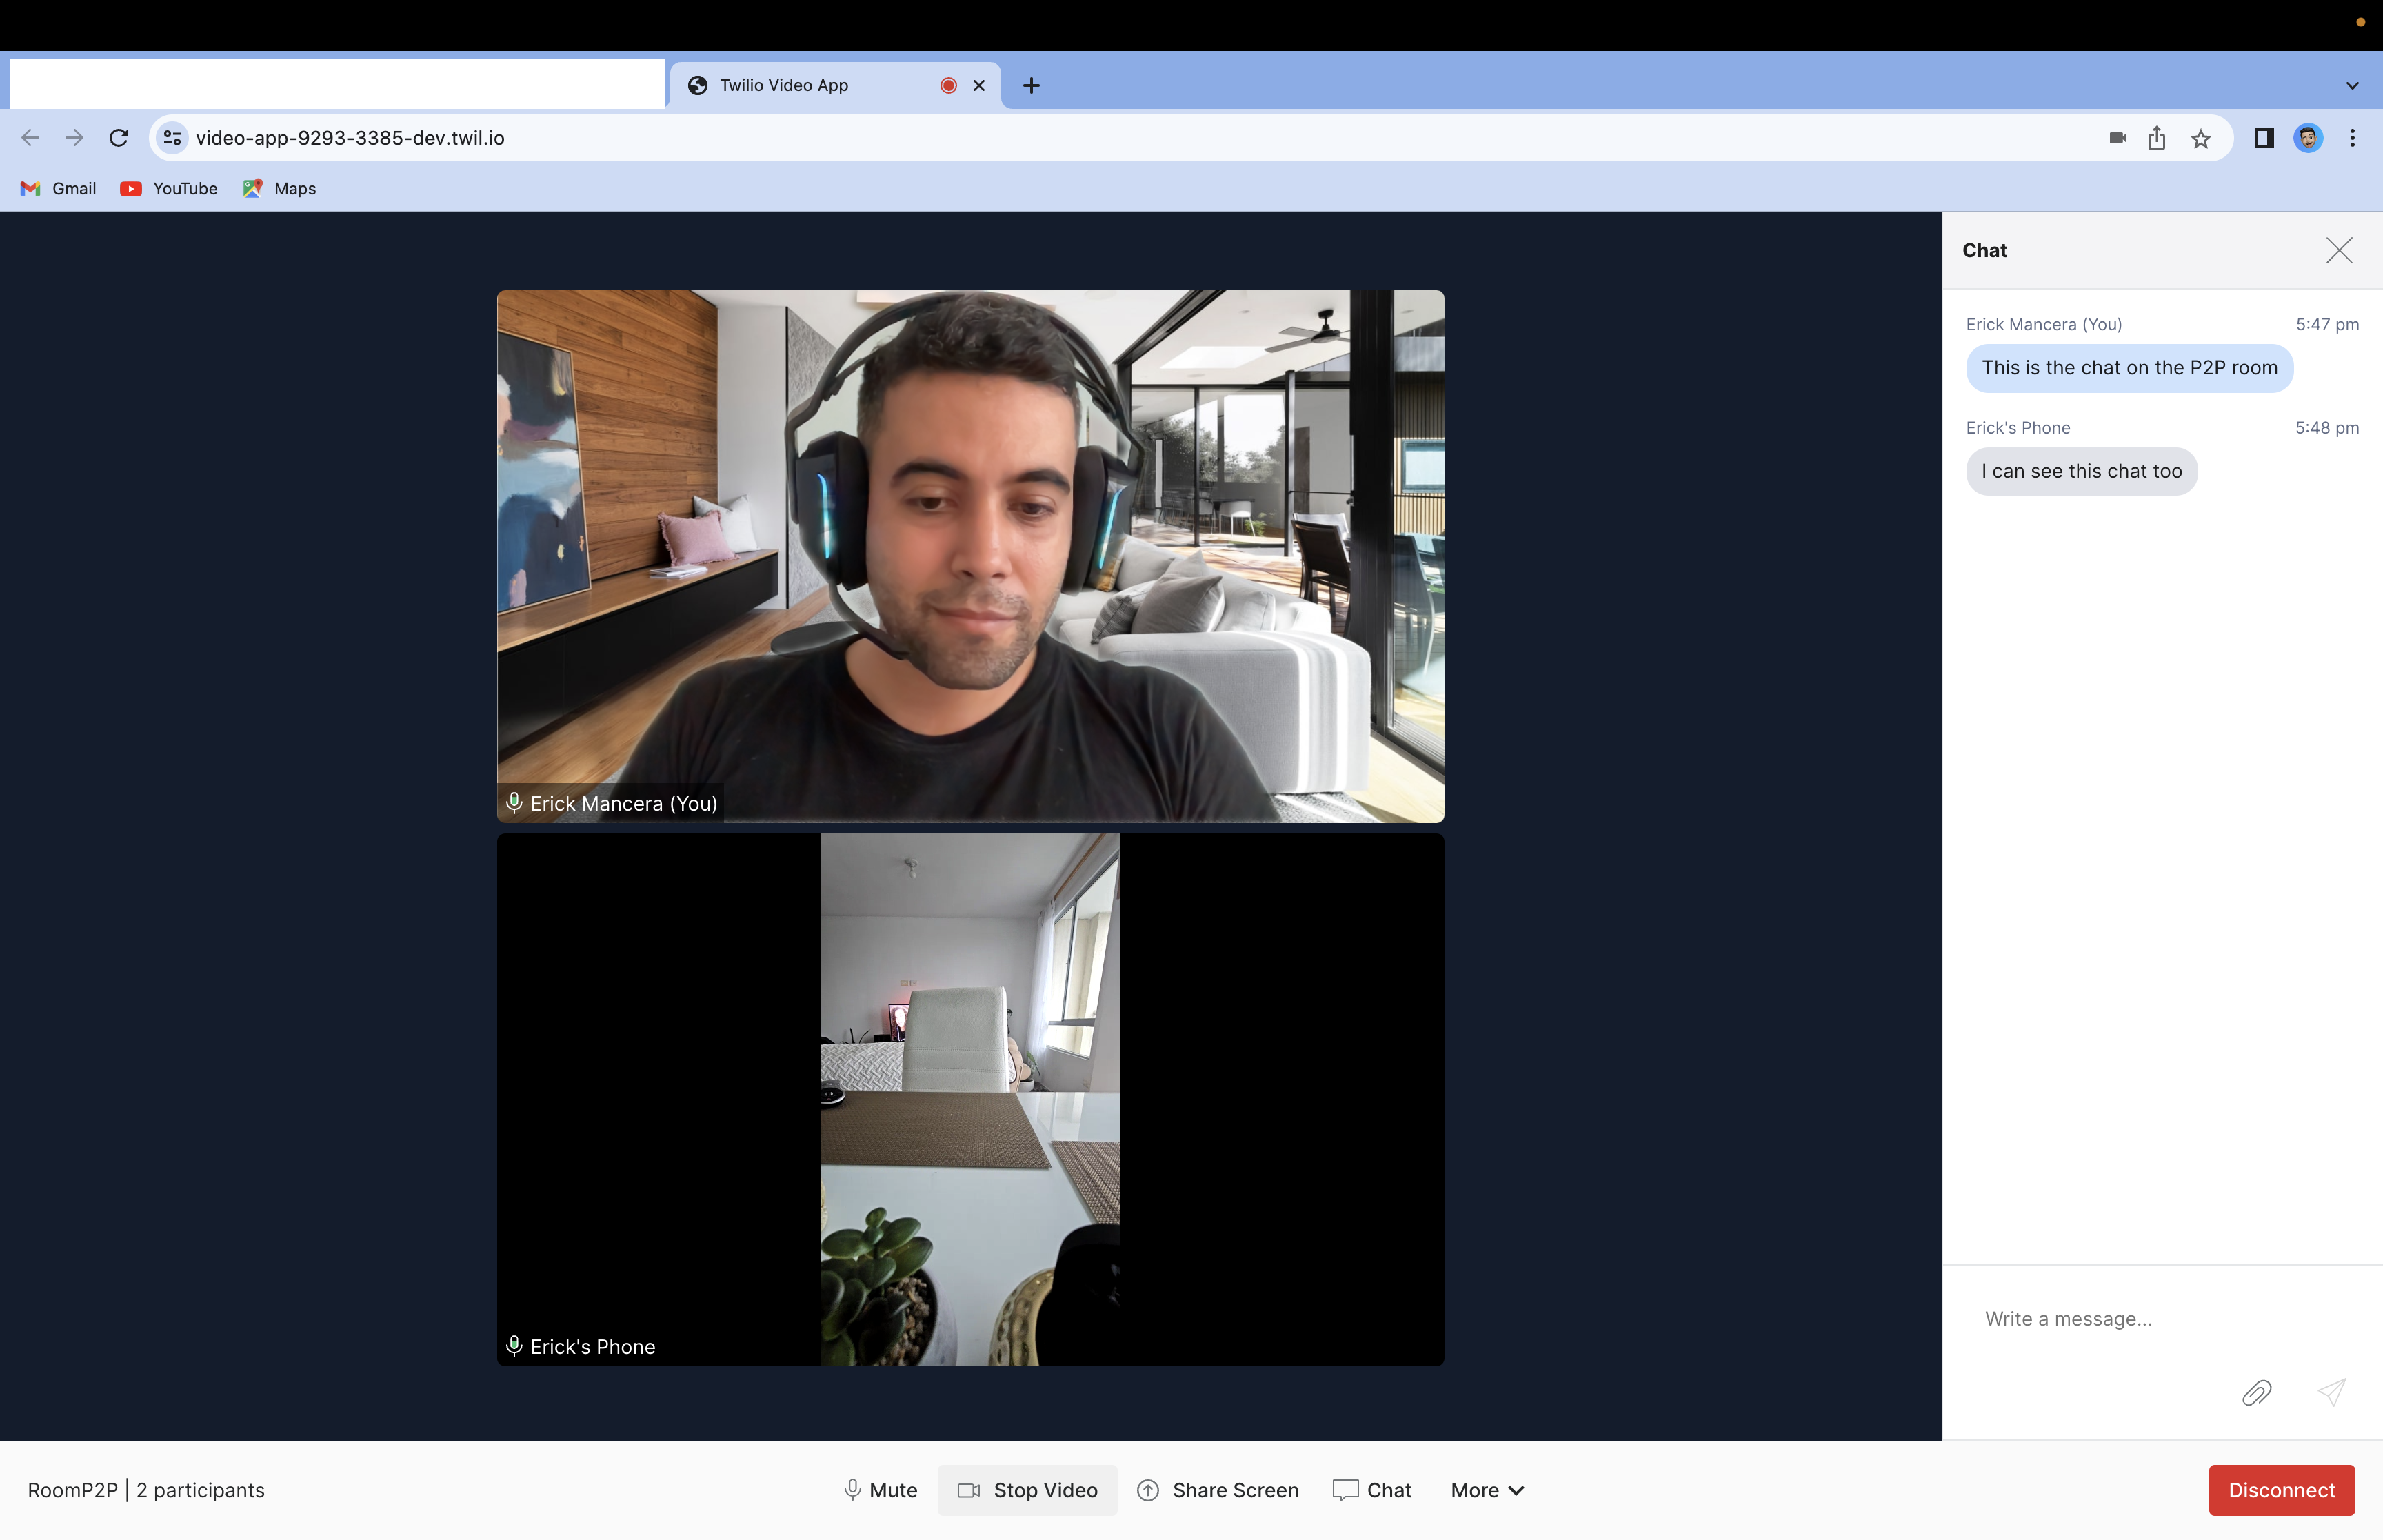 Twilio Video App
video-app-9293-3385-dev.twil.io
Gmail YouTube Maps
Erick Mancera (You)
Erick's Phone
Chat
Erick Mancera (You) 5:47 pm
This is the chat on the P2P room
Erick's Phone 5:48 pm
I can see this chat too
Write a message...
RoomP2P | 2 participants Mute Stop Video Share Screen Chat More Disconnect